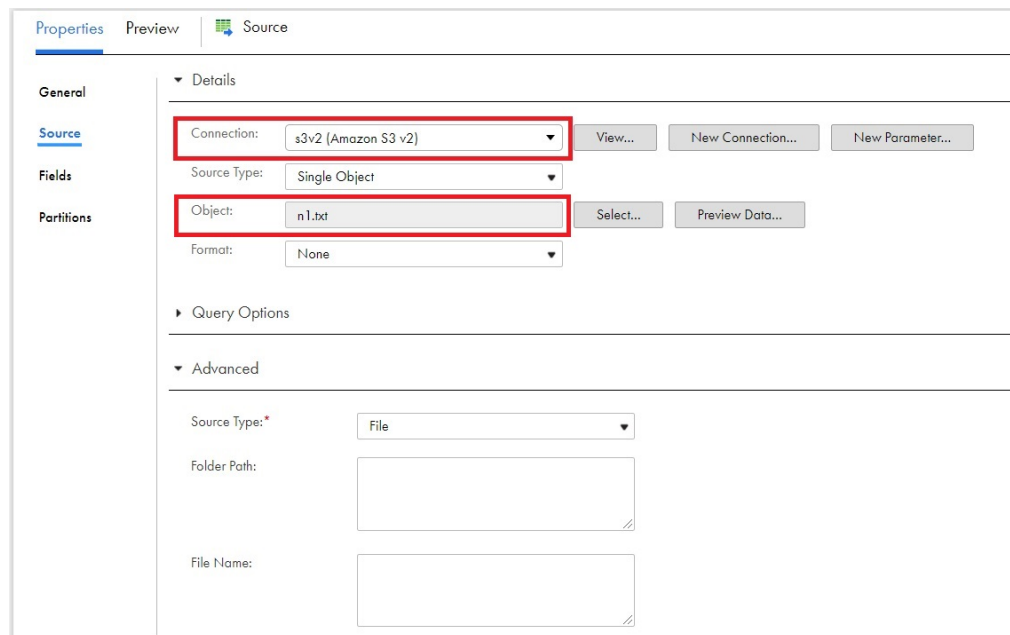 Properties Preview Source
Details
General
Connection: s3v2 (Amazon S3 v2) View... New Connection... New Parameter...
Source
Source Type: Single Object
Fields
Object: n1.txt Select... Preview Data...
Partitions
Format: None
Query Options
Advanced
Source Type:* File
Folder Path:
File Name: